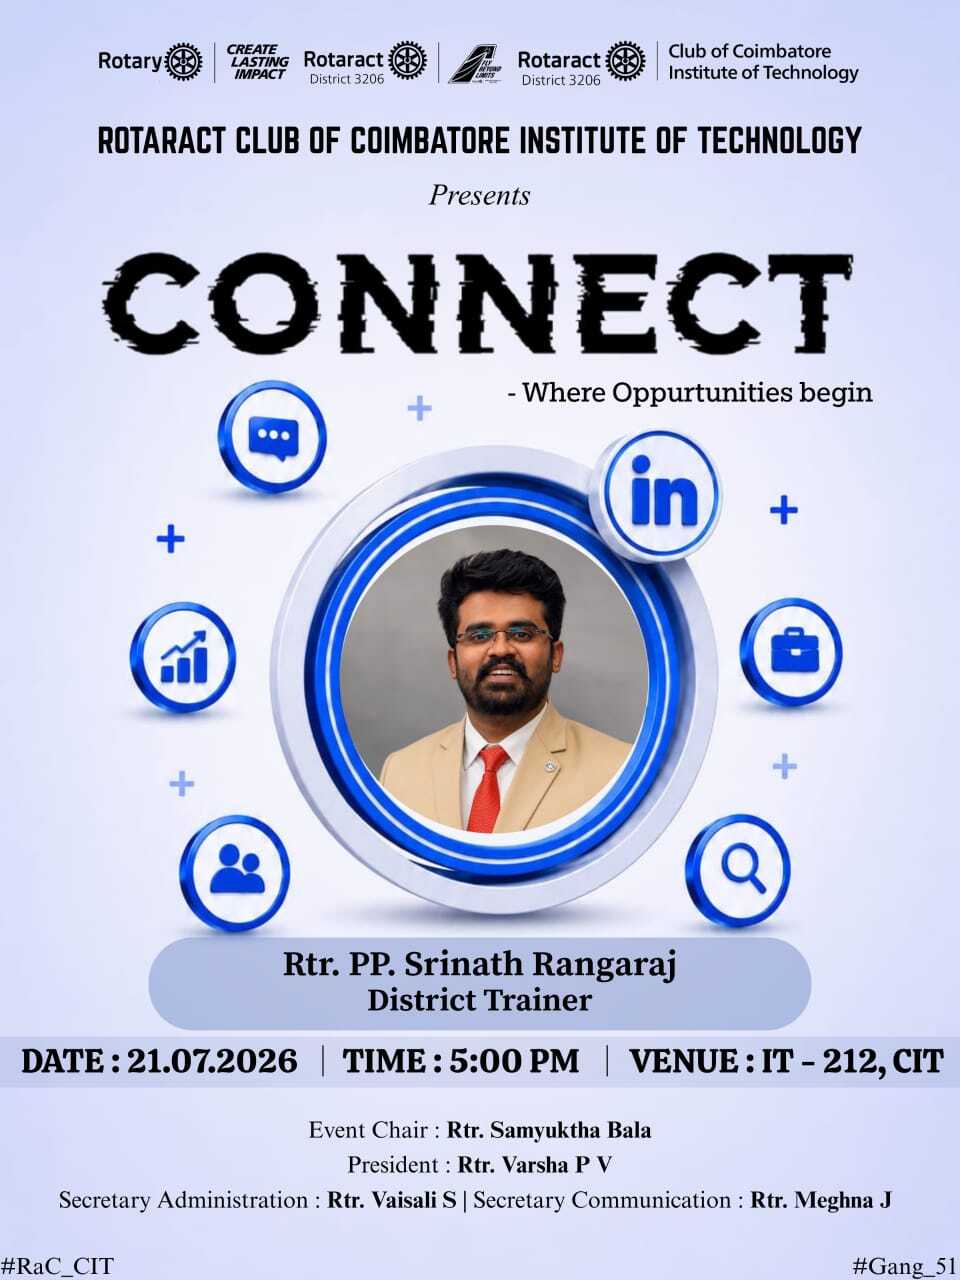 Rotary | CREATE LASTING IMPACT | Rotaract District 3206 | FLY BEYOND LIMITS | Rotaract District 3206 | Club of Coimbatore Institute of Technology
ROTARACT CLUB OF COIMBATORE INSTITUTE OF TECHNOLOGY
Presents
CONNECT
- Where Oppurtunities begin
in
Rtr. PP. Srinath Rangaraj
District Trainer
DATE : 21.07.2026 | TIME : 5:00 PM | VENUE : IT - 212, CIT
Event Chair : Rtr. Samyuktha Bala
President : Rtr. Varsha P V
Secretary Administration : Rtr. Vaisali S | Secretary Communication : Rtr. Meghna J
#RaC_CIT #Gang_51